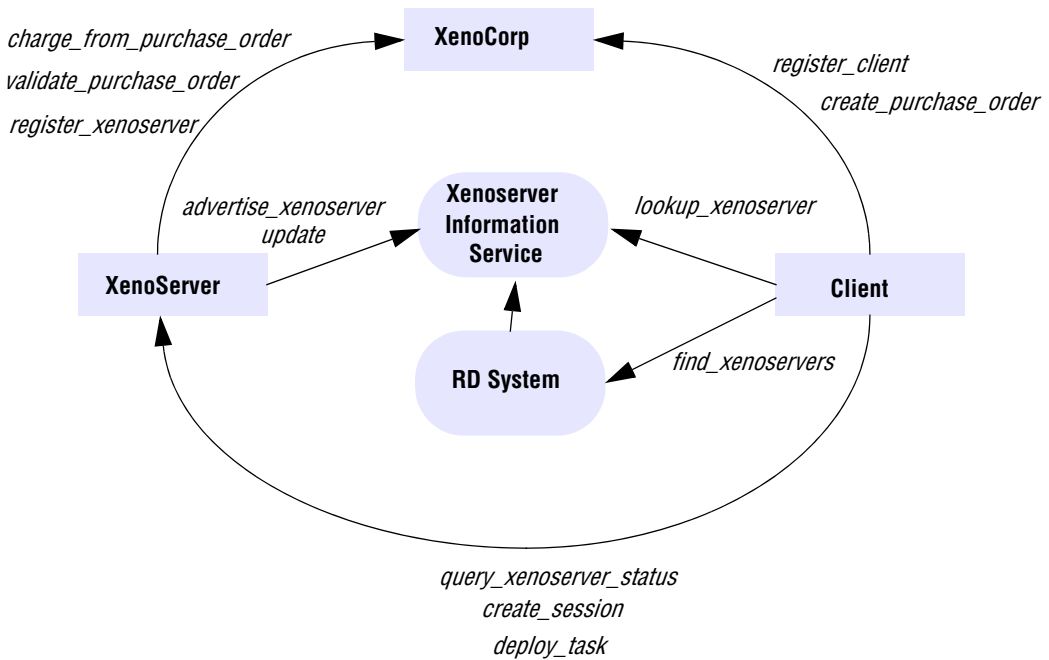 charge_from_purchase_order
validate_purchase_order
register_xenoserver
XenoCorp
register_client
create_purchase_order
advertise_xenoserver
update
Xenoserver
Information
Service
lookup_xenoserver
XenoServer
Client
RD System
find_xenoservers
query_xenoserver_status
create_session
deploy_task